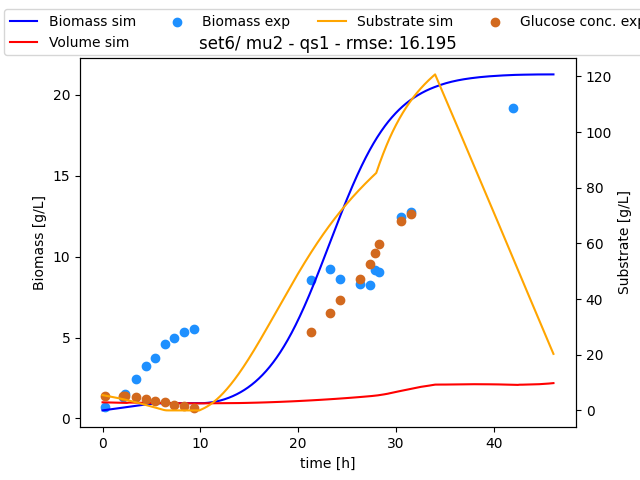 Biomass sim Biomass exp Substrate sim Glucose conc. exp
Volume sim
set6/ mu2 - qs1 - rmse: 16.195
Biomass [g/L]
20
15
10
5
0
120
100
80
60
40
20
0
Substrate [g/L]
0 10 20 30 40
time [h]